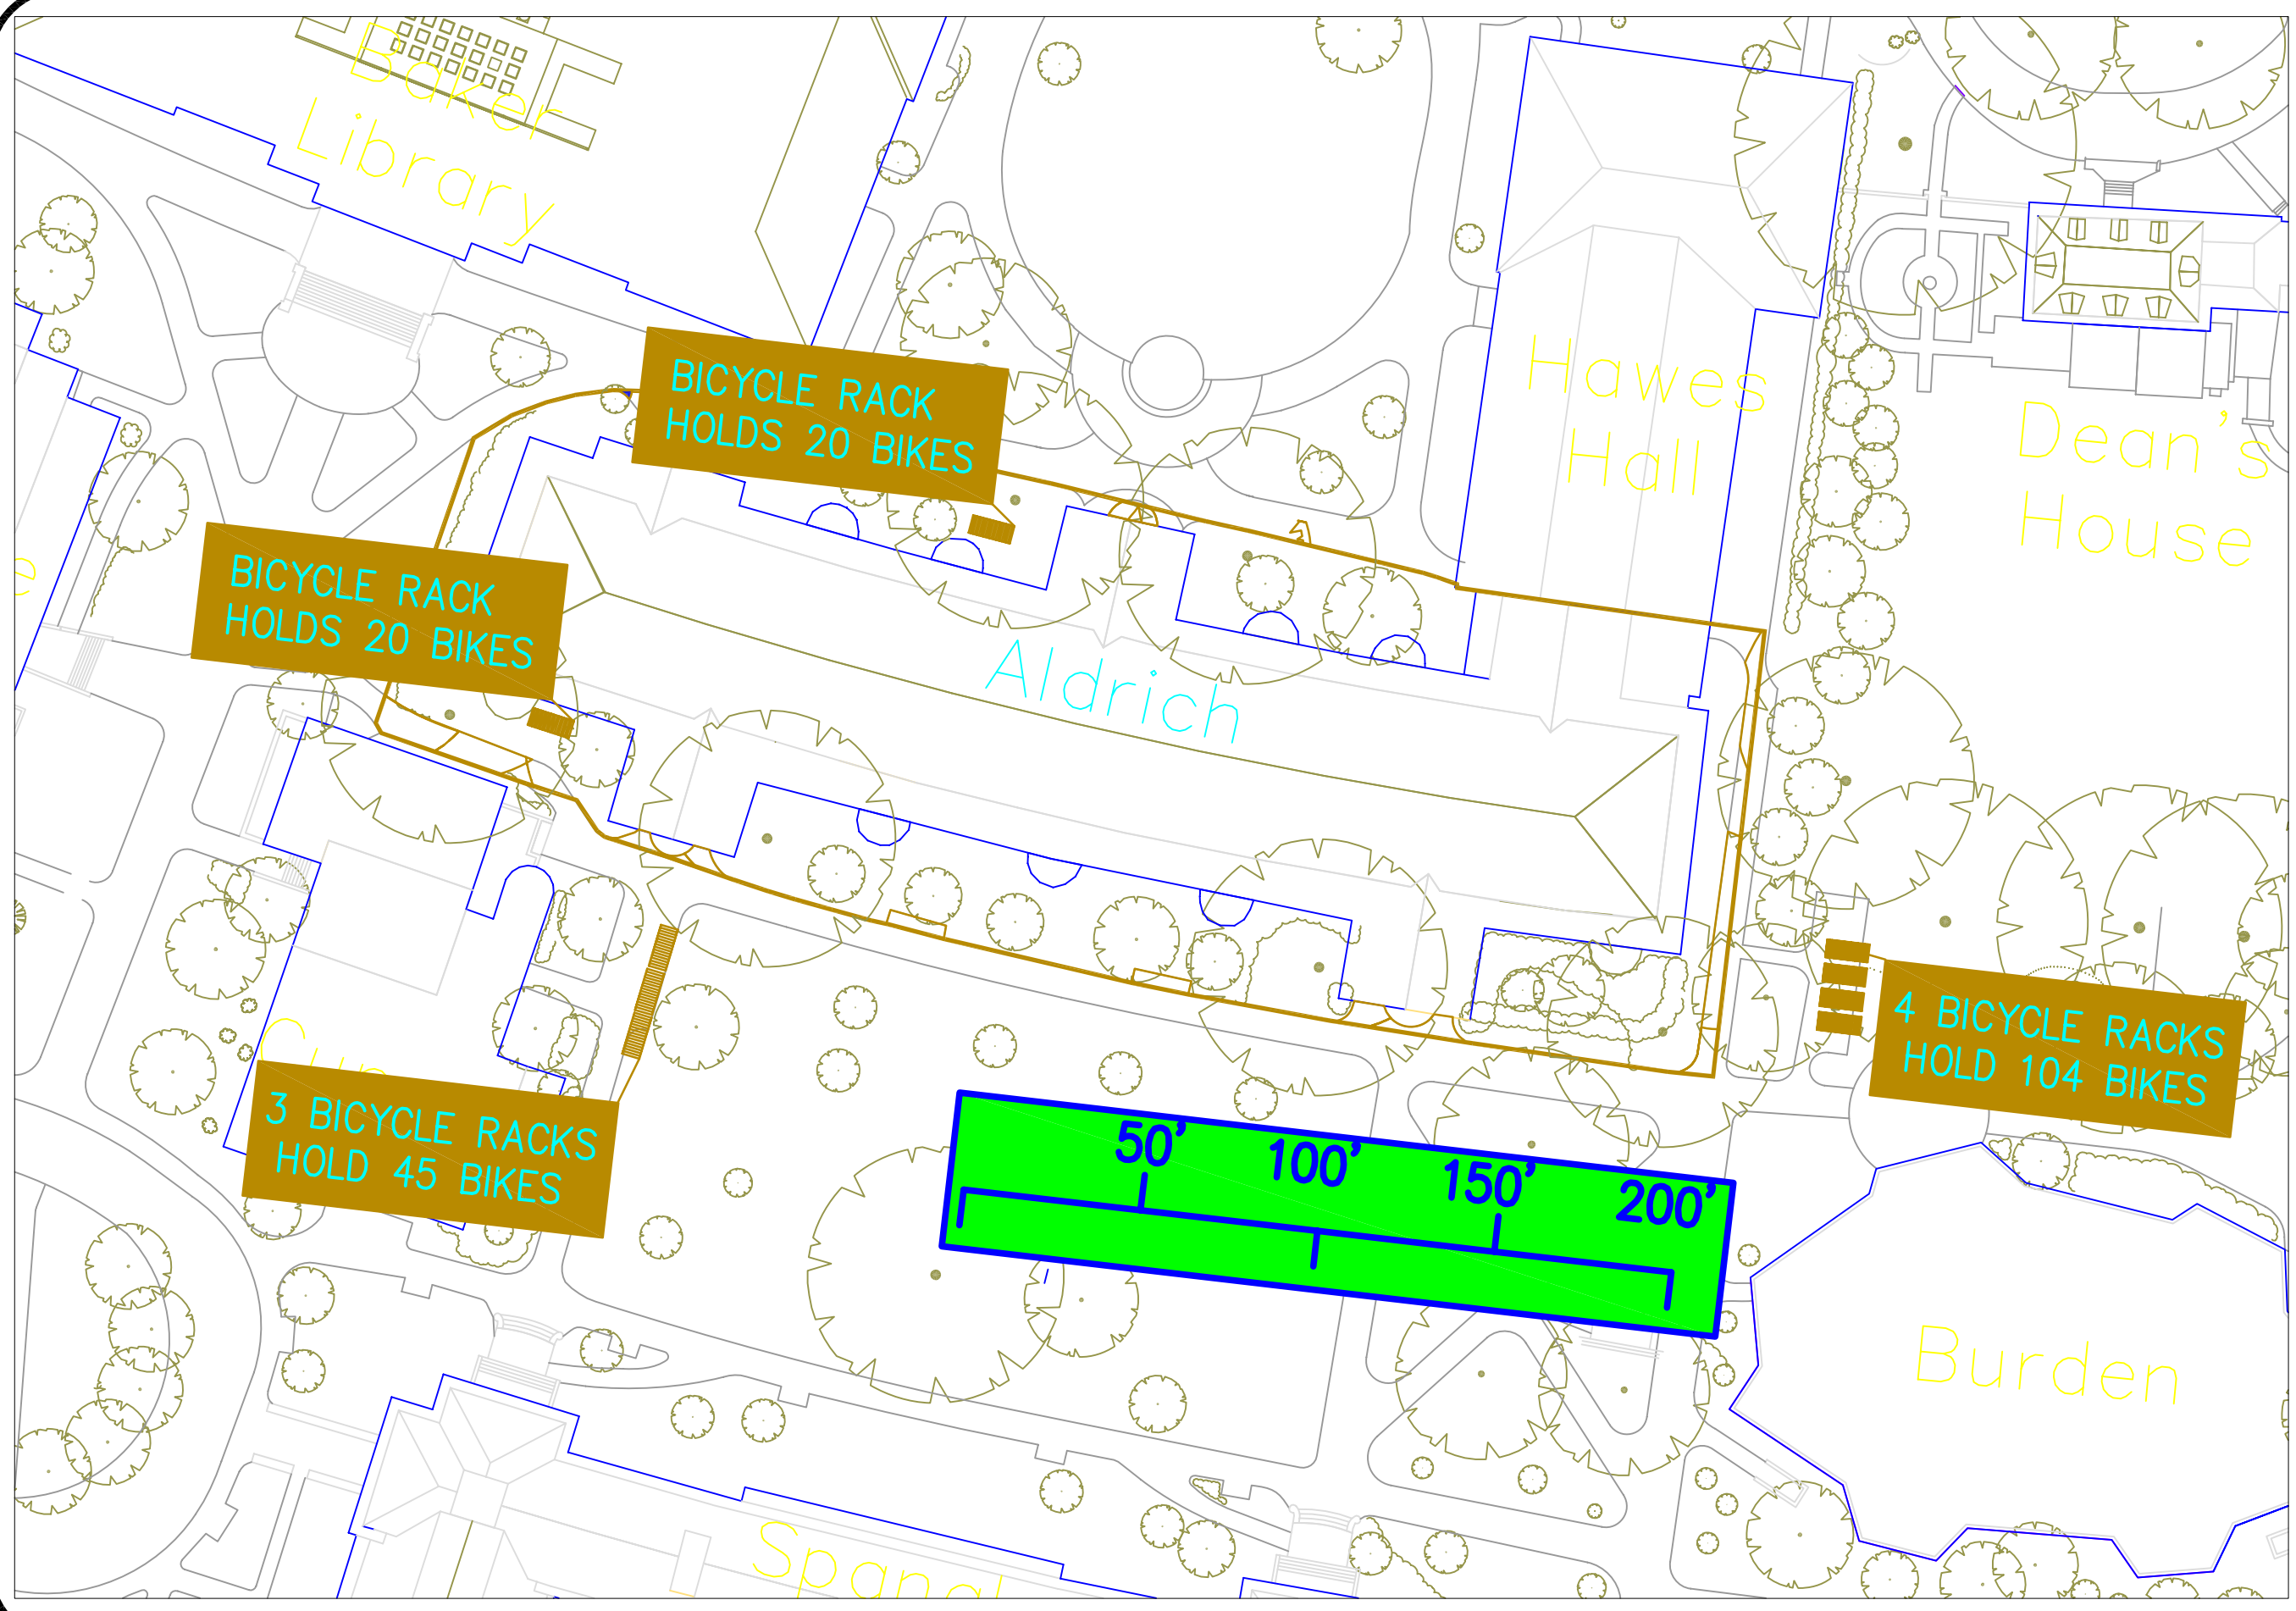 Baker
Library
BICYCLE RACK
HOLDS 20 BIKES
Hawes
Hall
Dean's
House
BICYCLE RACK
HOLDS 20 BIKES
Aldrich
4 BICYCLE RACKS
HOLD 104 BIKES
3 BICYCLE RACKS
HOLD 45 BIKES
50' 100' 150' 200'
Burden